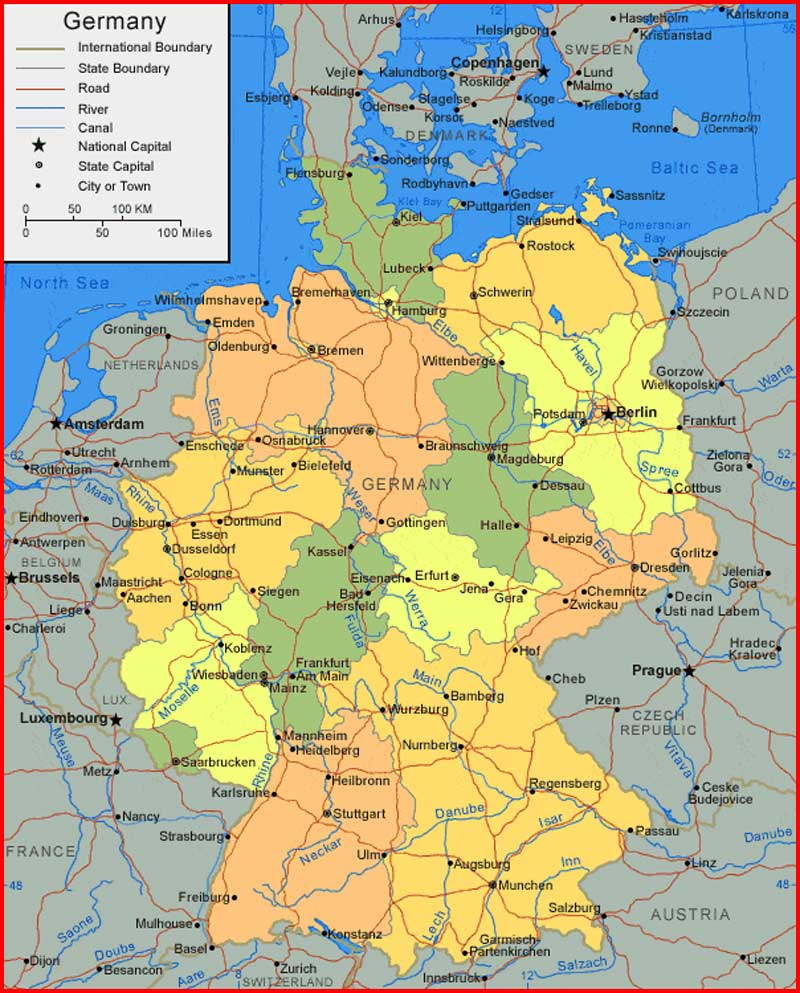 Germany
International Boundary
State Boundary
Road
River
Canal
National Capital
State Capital
City or Town
0 50 100 KM
0 50 100 Miles
12
56
Arhus
Helsingborg
Hassleholm
Karlskrona
Kristianstad
SWEDEN
Vejle
Kalundborg
Copenhagen
Roskilde
Lund
Malmo
Ystad
Trelleborg
Esbjerg
Kolding
Odense
Slagelse
Korsor
Koge
Naestved
DENMARK
Ronne
Bornholm
(Denmark)
Baltic Sea
Sonderborg
Flensburg
Rodbyhavn
Gedser
Sassnitz
Kiel Bay
Puttgarden
Kiel
Stralsund
Pomeranian
Bay
Rostock
Swinoujscie
Lubeck
North Sea
Wilmholmshaven
Bremerhaven
Schwerin
POLAND
Hamburg
Szczecin
Groningen
Emden
Elbe
Oldenburg
Bremen
Havel
NETHERLANDS
Wittenberge
Gorzow
Wielkopolski
Warta
Ems
Amsterdam
Potsdam
Berlin
Frankfurt
Hannover
Enschede
Osnabruck
Braunschweig
62
Utrecht
Arnhem
Rotterdam
Munster
Bielefeld
Magdeburg
Zielona
Gora
52
Spree
Oder
Maas
Rhine
GERMANY
Weser
Dessau
Cottbus
Eindhoven
Duisburg
Essen
Dortmund
Gottingen
Halle
Leipzig
Elbe
Antwerpen
Dusseldorf
Kassel
Gorlitz
BELGIUM
Brussels
Maastricht
Cologne
Eisenach
Erfurt
Jena
Gera
Dresden
Jelenia
Gora
Aachen
Siegen
Bad
Hersfeld
Chemnitz
Zwickau
Decin
Usti nad Labem
Liege
Bonn
Werra
Fulda
Charleroi
Koblenz
Hof
Hradec
Kralove
Wiesbaden
Frankfurt
Am Main
Main
Mainz
Moselle
Bamberg
Cheb
Prague
LUX.
Luxembourg
Wurzburg
Plzen
CZECH
REPUBLIC
Meuse
Mannheim
Heidelberg
Nurnberg
Vltava
Saarbrucken
Metz
Rhine
Karlsruhe
Heilbronn
Regensberg
Ceske
Budejovice
Nancy
Stuttgart
Danube
Isar
Passau
Danube
Strasbourg
FRANCE
Neckar
Ulm
Augsburg
Inn
Linz
48
Munchen
48
Freiburg
Salzburg
AUSTRIA
Saone
Mulhouse
Konstanz
Lech
Basel
Garmisch-
Partenkirchen
Doubs
Dijon
Besancon
Aare
8
Zurich
SWITZERLAND
Innsbruck
12
Salzach
Liezen